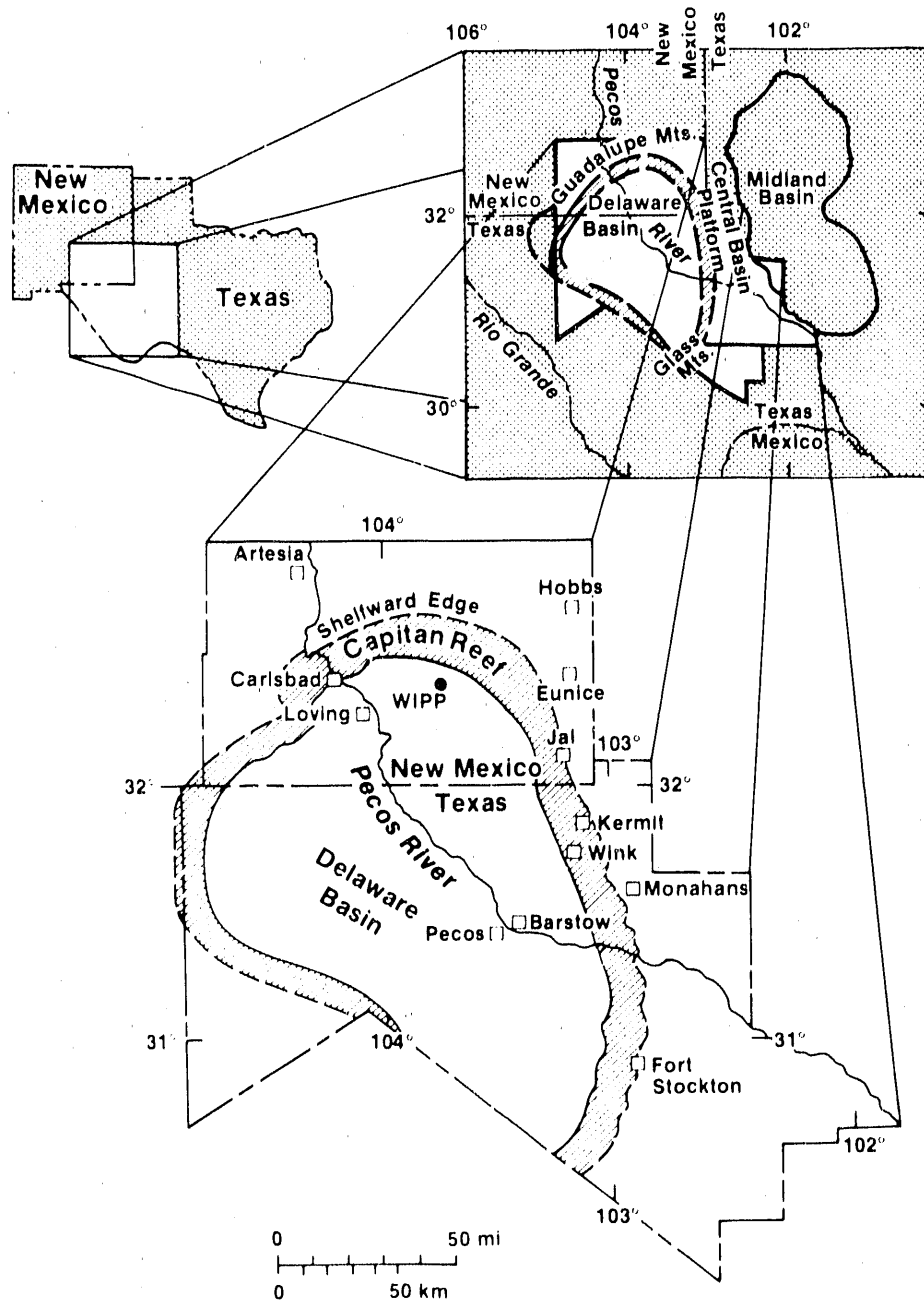 106°
104°
New
Mexico
Texas
102°
Pecos
Guadalupe Mts.
New
Mexico
Texas
32°
Delaware
Basin
River
Central Basin
Platform
Midland
Basin
Glass
Mts.
Rio Grande
30°
Texas
Mexico
104°
102°
New
Mexico
Texas
104°
Artesia
Hobbs
Shelfward Edge
Capitan Reef
Carlsbad
WIPP
Eunice
Loving
Jal
103°
New Mexico
Texas
32°
32°
Pecos River
Kermit
Wink
Delaware
Basin
Monahans
Pecos
Barstow
31°
104°
31°
Fort
Stockton
102°
103°
0
50 mi
0
50 km